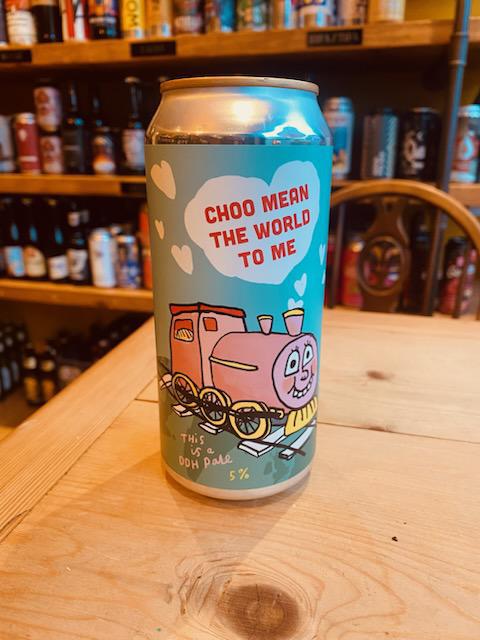 CHOO MEAN
THE WORLD
TO ME
THIS
is a
DDH Pale
5%